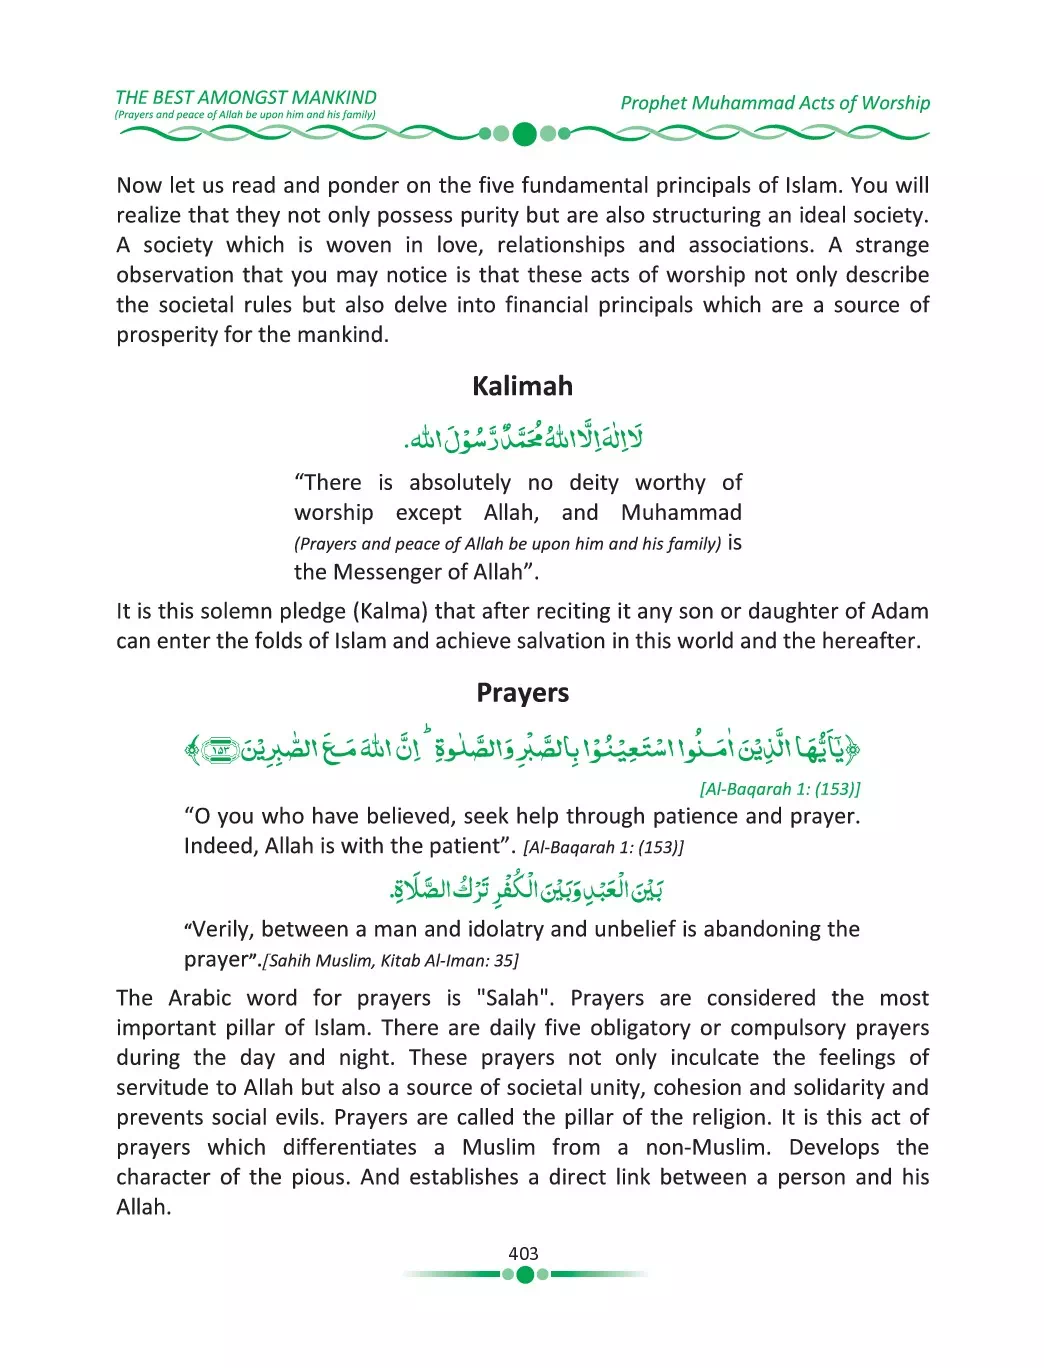 THE BEST AMONGST MANKIND
(Prayers and peace of Allah be upon him and his family)
Prophet Muhammad Acts of Worship
Now let us read and ponder on the five fundamental principals of Islam. You will
realize that they not only possess purity but are also structuring an ideal society.
A society which is woven in love, relationships and associations. A strange
observation that you may notice is that these acts of worship not only describe
the societal rules but also delve into financial principals which are a source of
prosperity for the mankind.
Kalimah
لَا اِلٰهَ اِلَّا اللهُ مُحَمَّدٌ رَّسُوْلَ الله.
“There is absolutely no deity worthy of
worship except Allah, and Muhammad
(Prayers and peace of Allah be upon him and his family) is
the Messenger of Allah”.
It is this solemn pledge (Kalma) that after reciting it any son or daughter of Adam
can enter the folds of Islam and achieve salvation in this world and the hereafter.
Prayers
﴿يٰٓاَيُّهَا الَّذِيْنَ اٰمَنُوا اسْتَعِيْنُوْا بِالصَّبْرِ وَالصَّلٰوةِ ؕ اِنَّ اللهَ مَعَ الصّٰبِرِيْنَ ۱۵۳﴾
[Al-Baqarah 1: (153)]
“O you who have believed, seek help through patience and prayer.
Indeed, Allah is with the patient”. [Al-Baqarah 1: (153)]
بَيْنَ الْعَبْدِ وَبَيْنَ الْكُفْرِ تَرْكُ الصَّلَاةِ.
“Verily, between a man and idolatry and unbelief is abandoning the
prayer”.[Sahih Muslim, Kitab Al-Iman: 35]
The Arabic word for prayers is "Salah". Prayers are considered the most
important pillar of Islam. There are daily five obligatory or compulsory prayers
during the day and night. These prayers not only inculcate the feelings of
servitude to Allah but also a source of societal unity, cohesion and solidarity and
prevents social evils. Prayers are called the pillar of the religion. It is this act of
prayers which differentiates a Muslim from a non-Muslim. Develops the
character of the pious. And establishes a direct link between a person and his
Allah.
403